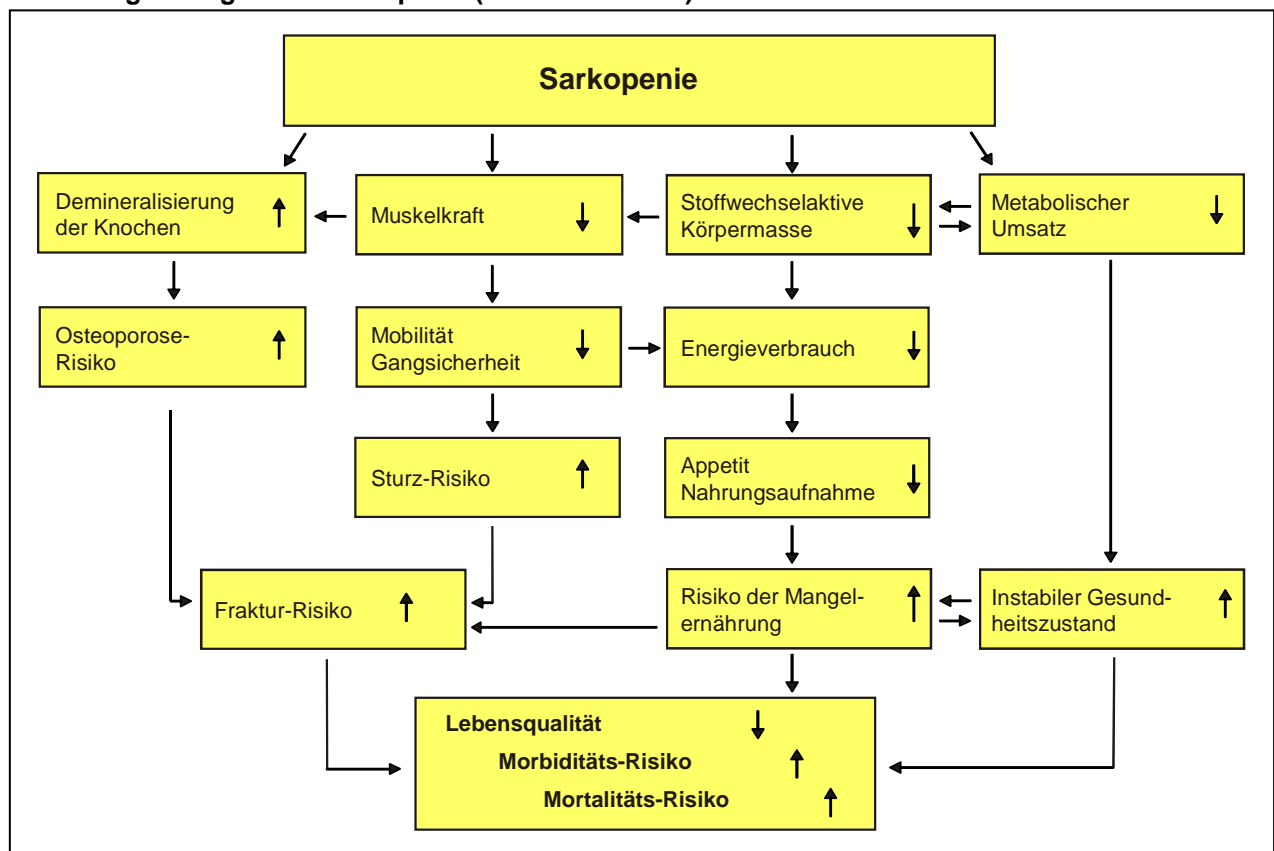 Sarkopenie
Demineralisierung
der Knochen
Muskelkraft
Stoffwechselaktive
Körpermasse
Metabolischer
Umsatz
Osteoporose-
Risiko
Mobilität
Gangsicherheit
Energieverbrauch
Sturz-Risiko
Appetit
Nahrungsaufnahme
Fraktur-Risiko
Risiko der Mangel-
ernährung
Instabiler Gesund-
heitszustand
Lebensqualität
Morbiditäts-Risiko
Mortalitäts-Risiko